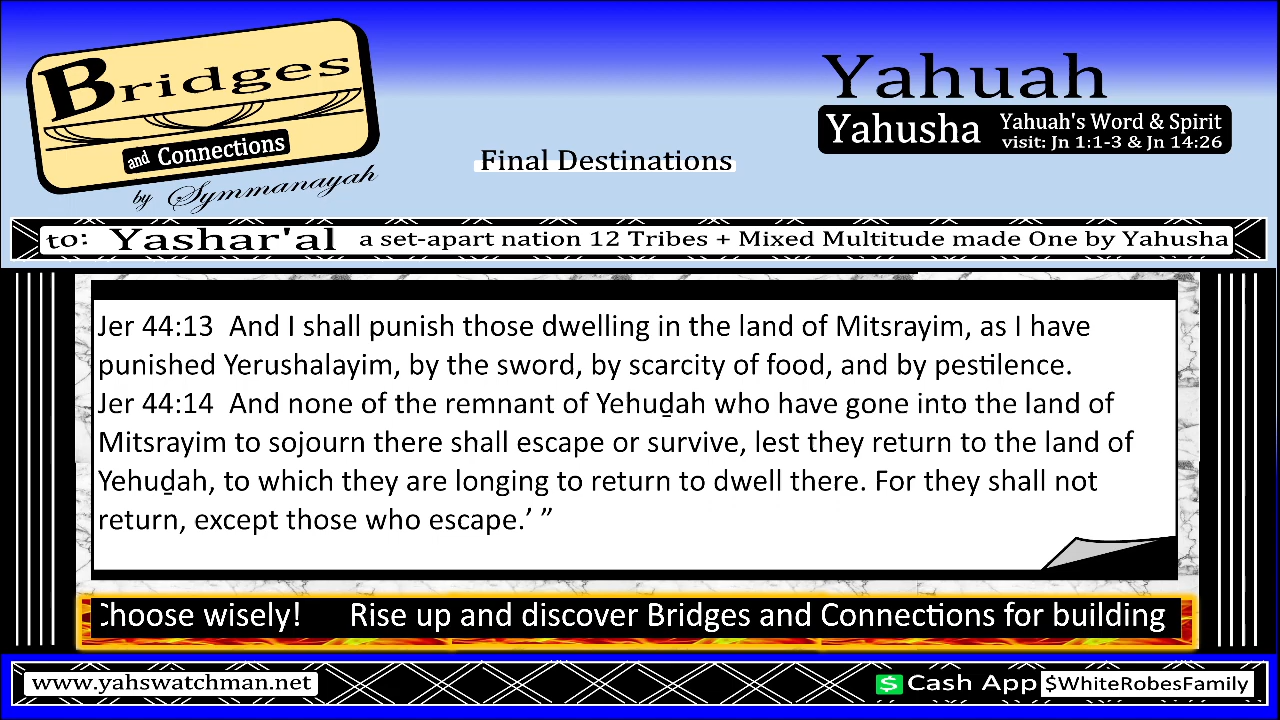 Bridges
and Connections
by Symmanayah
Final Destinations
Yahuah
Yahusha
Yahuah's Word & Spirit
visit: Jn 1:1-3 & Jn 14:26
to: Yashar'al a set-apart nation 12 Tribes + Mixed Multitude made One by Yahusha
Jer 44:13 And I shall punish those dwelling in the land of Mitsrayim, as I have
punished Yerushalayim, by the sword, by scarcity of food, and by pestilence.
Jer 44:14 And none of the remnant of Yehuḏah who have gone into the land of
Mitsrayim to sojourn there shall escape or survive, lest they return to the land of
Yehuḏah, to which they are longing to return to dwell there. For they shall not
return, except those who escape.’ ”
Choose wisely! Rise up and discover Bridges and Connections for building
www.yahswatchman.net
$ Cash App $WhiteRobesFamily